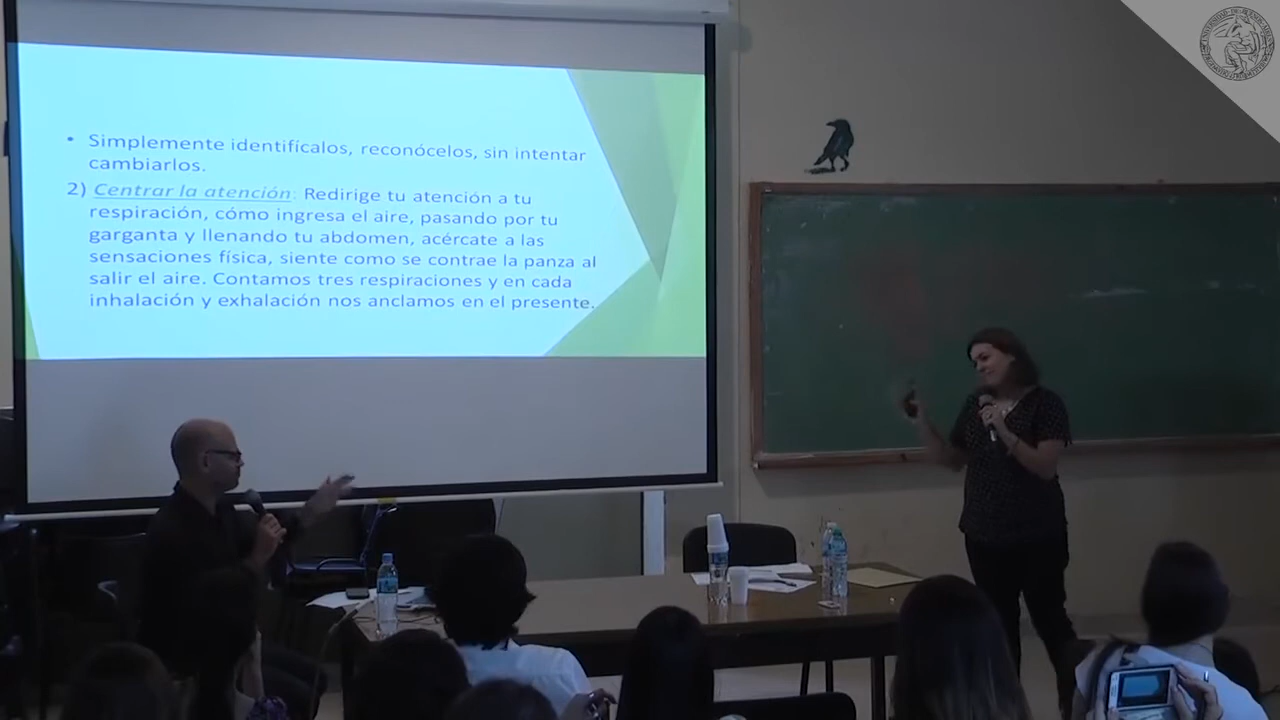 • Simplemente identifícalos, reconócelos, sin intentar
cambiarlos.
2) Centrar la atención: Redirige tu atención a tu
respiración, cómo ingresa el aire, pasando por tu
garganta y llenando tu abdomen, acércate a las
sensaciones física, siente como se contrae la panza al
salir el aire. Contamos tres respiraciones y en cada
inhalación y exhalación nos anclamos en el presente.